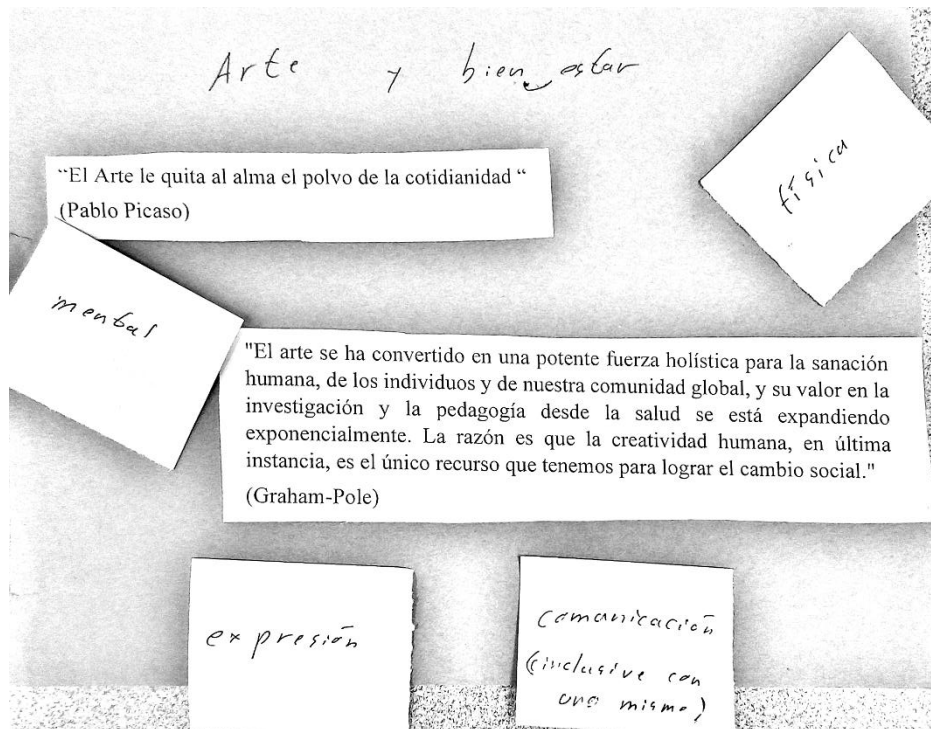 Arte y bien estar
física
“El Arte le quita al alma el polvo de la cotidianidad “
(Pablo Picaso)
mental
"El arte se ha convertido en una potente fuerza holística para la sanación
humana, de los individuos y de nuestra comunidad global, y su valor en la
investigación y la pedagogía desde la salud se está expandiendo
exponencialmente. La razón es que la creatividad humana, en última
instancia, es el único recurso que tenemos para lograr el cambio social."
(Graham-Pole)
expresión
comunicación
(inclusive con
uno mismo)